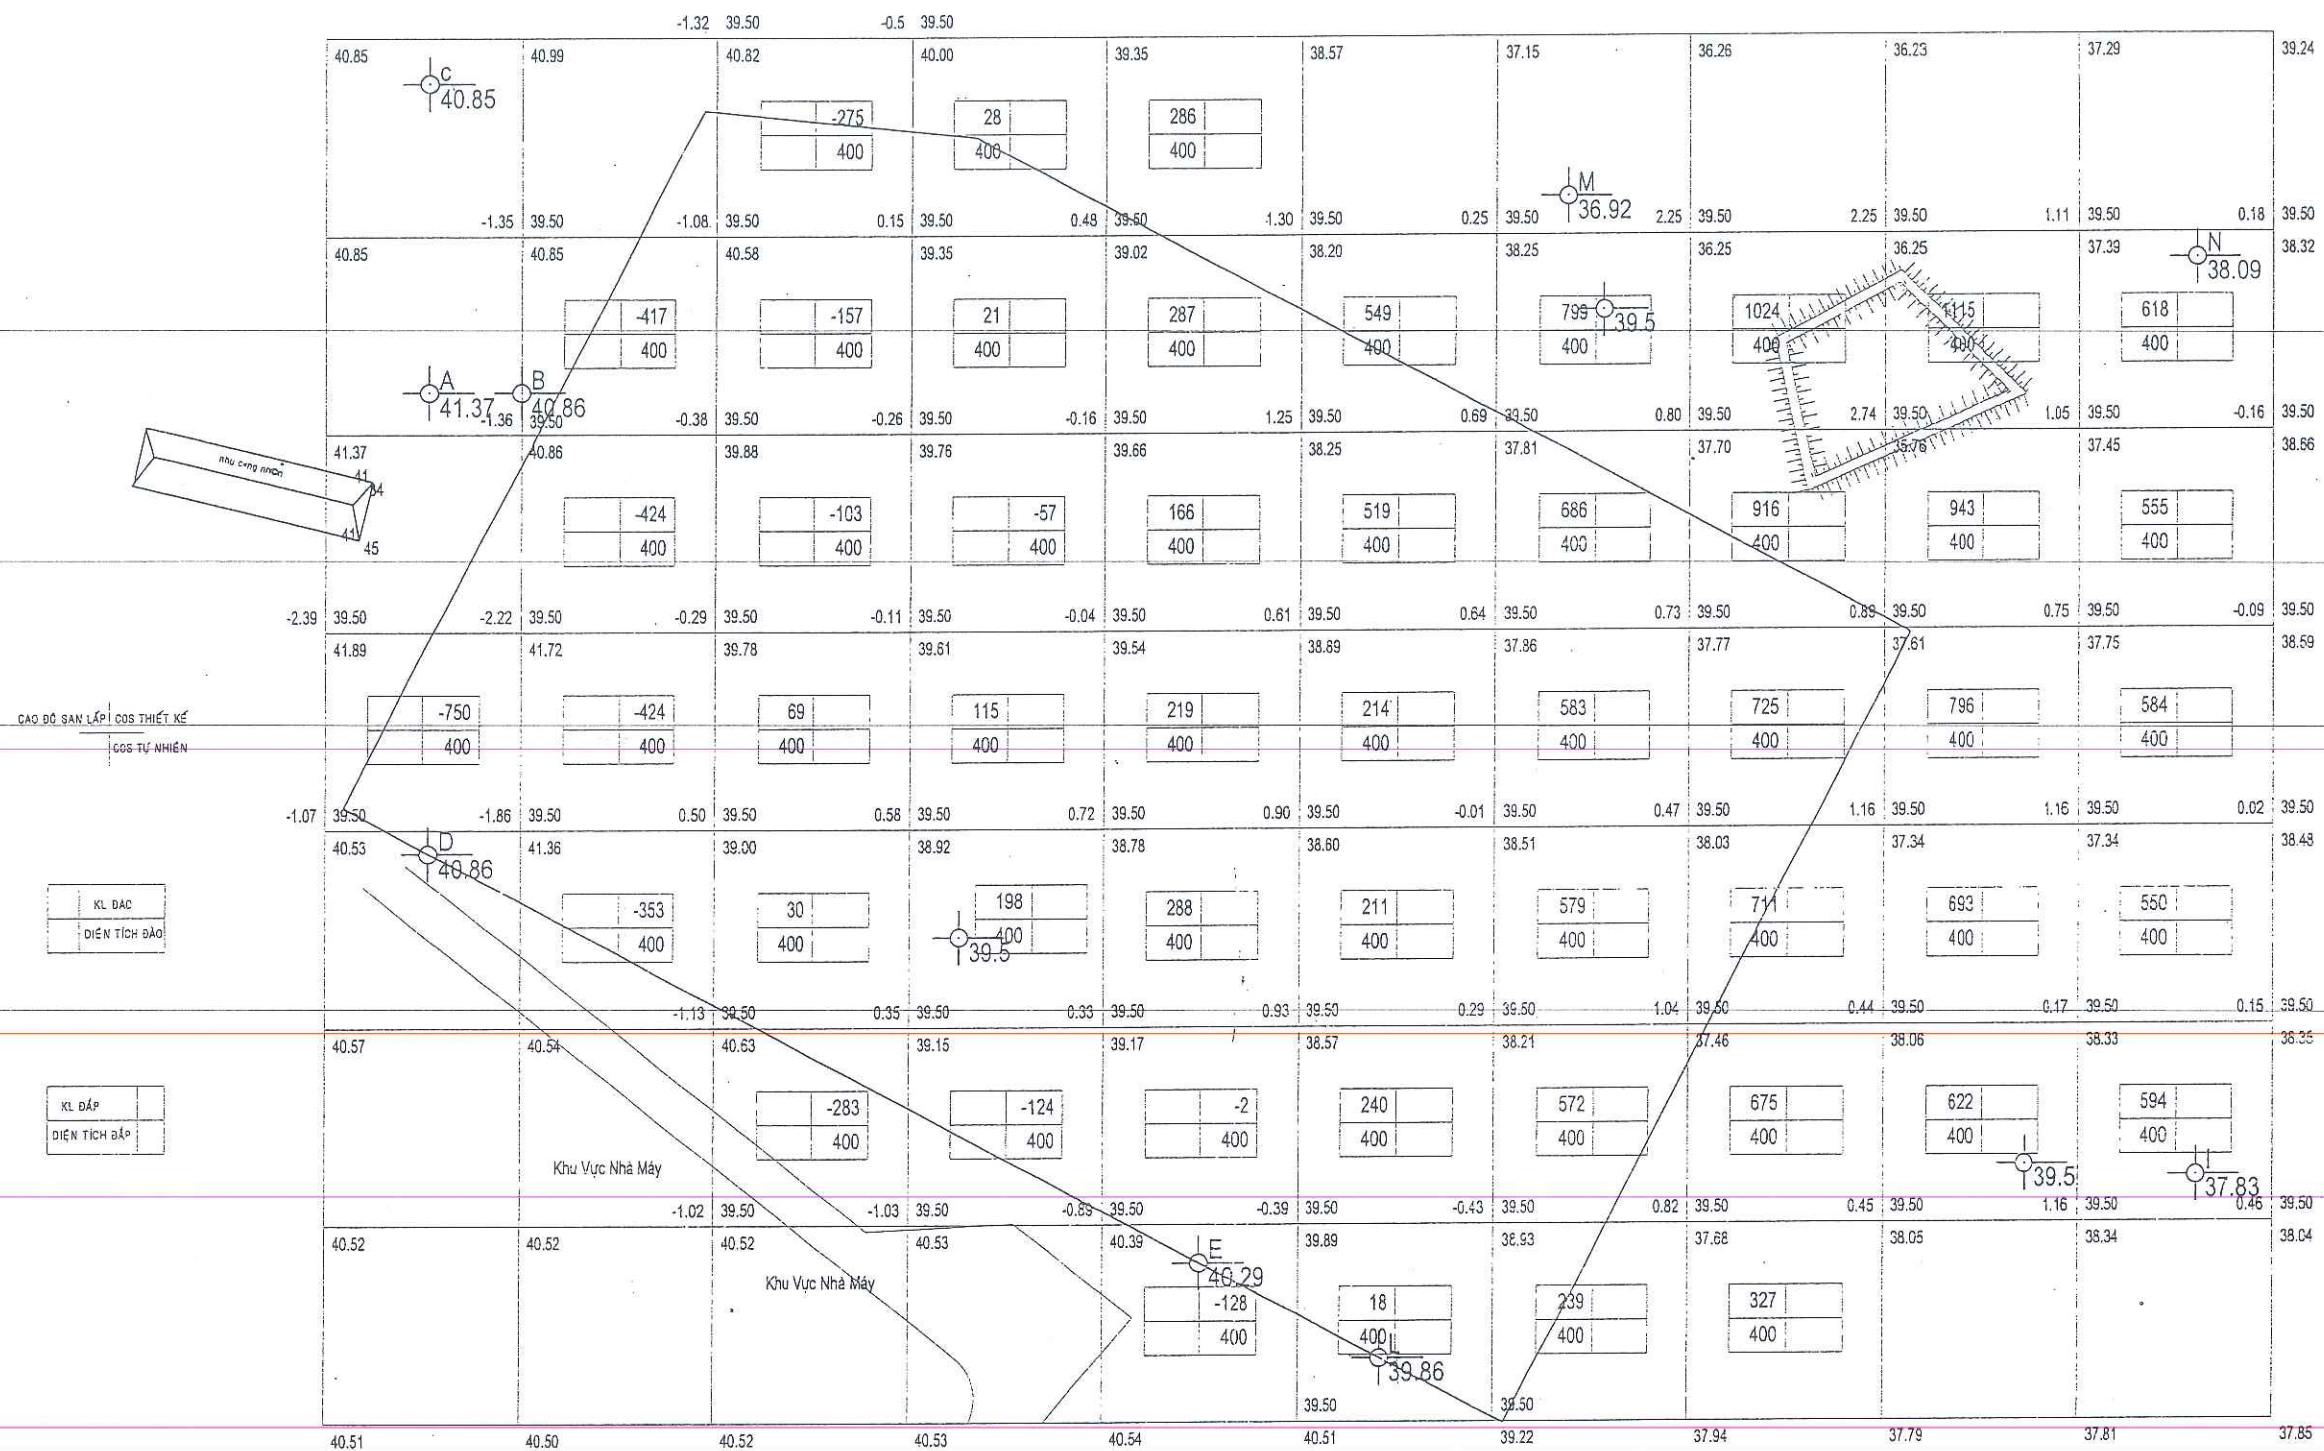 -1.32 39.50 -0.5 39.50
40.85 40.99 40.82 40.00 39.35 38.57 37.15 36.26 36.23 37.29 39.24
C
40.85
-275 28 286
400 400 400
M
36.92
-1.35 39.50 -1.08 39.50 0.15 39.50 0.48 39.50 1.30 39.50 0.25 39.50 2.25 39.50 2.25 39.50 1.11 39.50 0.18 39.50
40.85 40.85 40.58 39.35 39.02 38.20 38.25 36.25 36.25 37.39 38.32
N
38.09
-417 -157 21 287 549 799 1024 1115 618
39.5
400 400 400 400 400 400 400 400 400
A B
41.37 40.86
-1.36 39.50 -0.38 39.50 -0.26 39.50 -0.16 39.50 1.25 39.50 0.69 39.50 0.80 39.50 2.74 39.50 1.05 39.50 -0.16 39.50
41.37 40.86 39.88 39.76 39.66 38.25 37.81 37.70 35.76 37.45 38.66
41
45
-424 -103 -57 166 519 686 916 943 555
400 400 400 400 400 400 400 400 400
-2.39 39.50 -2.22 39.50 -0.29 39.50 -0.11 39.50 -0.04 39.50 0.61 39.50 0.64 39.50 0.73 39.50 0.89 39.50 0.75 39.50 -0.09 39.50
41.89 41.72 39.78 39.61 39.54 38.89 37.86 37.77 37.61 37.75 38.59
-750 -424 69 115 219 214 583 725 796 584
CAO ĐỘ SAN LẤP COS THIẾT KẾ
COS TỰ NHIÊN
400 400 400 400 400 400 400 400 400 400
-1.07 39.50 -1.86 39.50 0.50 39.50 0.58 39.50 0.72 39.50 0.90 39.50 -0.01 39.50 0.47 39.50 1.16 39.50 1.16 39.50 0.02 39.50
40.53 41.36 39.00 38.92 38.78 38.60 38.51 38.03 37.34 37.34 38.48
D
40.86
KL ĐÀO
DIỆN TÍCH ĐÀO
-353 30 198 288 211 579 711 693 550
400 400 400 400 400 400 400 400 400
39.5
-1.13 39.50 0.35 39.50 0.33 39.50 0.93 39.50 0.29 39.50 1.04 39.50 0.44 39.50 0.17 39.50 0.15 39.50
40.57 40.54 40.63 39.15 39.17 38.57 38.21 37.46 38.06 38.33 38.35
KL ĐẮP
DIỆN TÍCH ĐẮP
-283 -124 -2 240 572 675 622 594
400 400 400 400 400 400 400 400
Khu Vực Nhà Máy
39.5
I
37.83
-1.02 39.50 -1.03 39.50 -0.89 39.50 -0.39 39.50 -0.43 39.50 0.82 39.50 0.45 39.50 1.16 39.50 0.46 39.50
40.52 40.52 40.52 40.53 40.39 39.89 38.93 37.68 38.05 38.34 38.04
E
40.29
Khu Vực Nhà Máy
-128 18 239 327
400 400 400 400
L
39.86
39.50 39.50
40.51 40.50 40.52 40.53 40.54 40.51 39.22 37.94 37.79 37.81 37.85